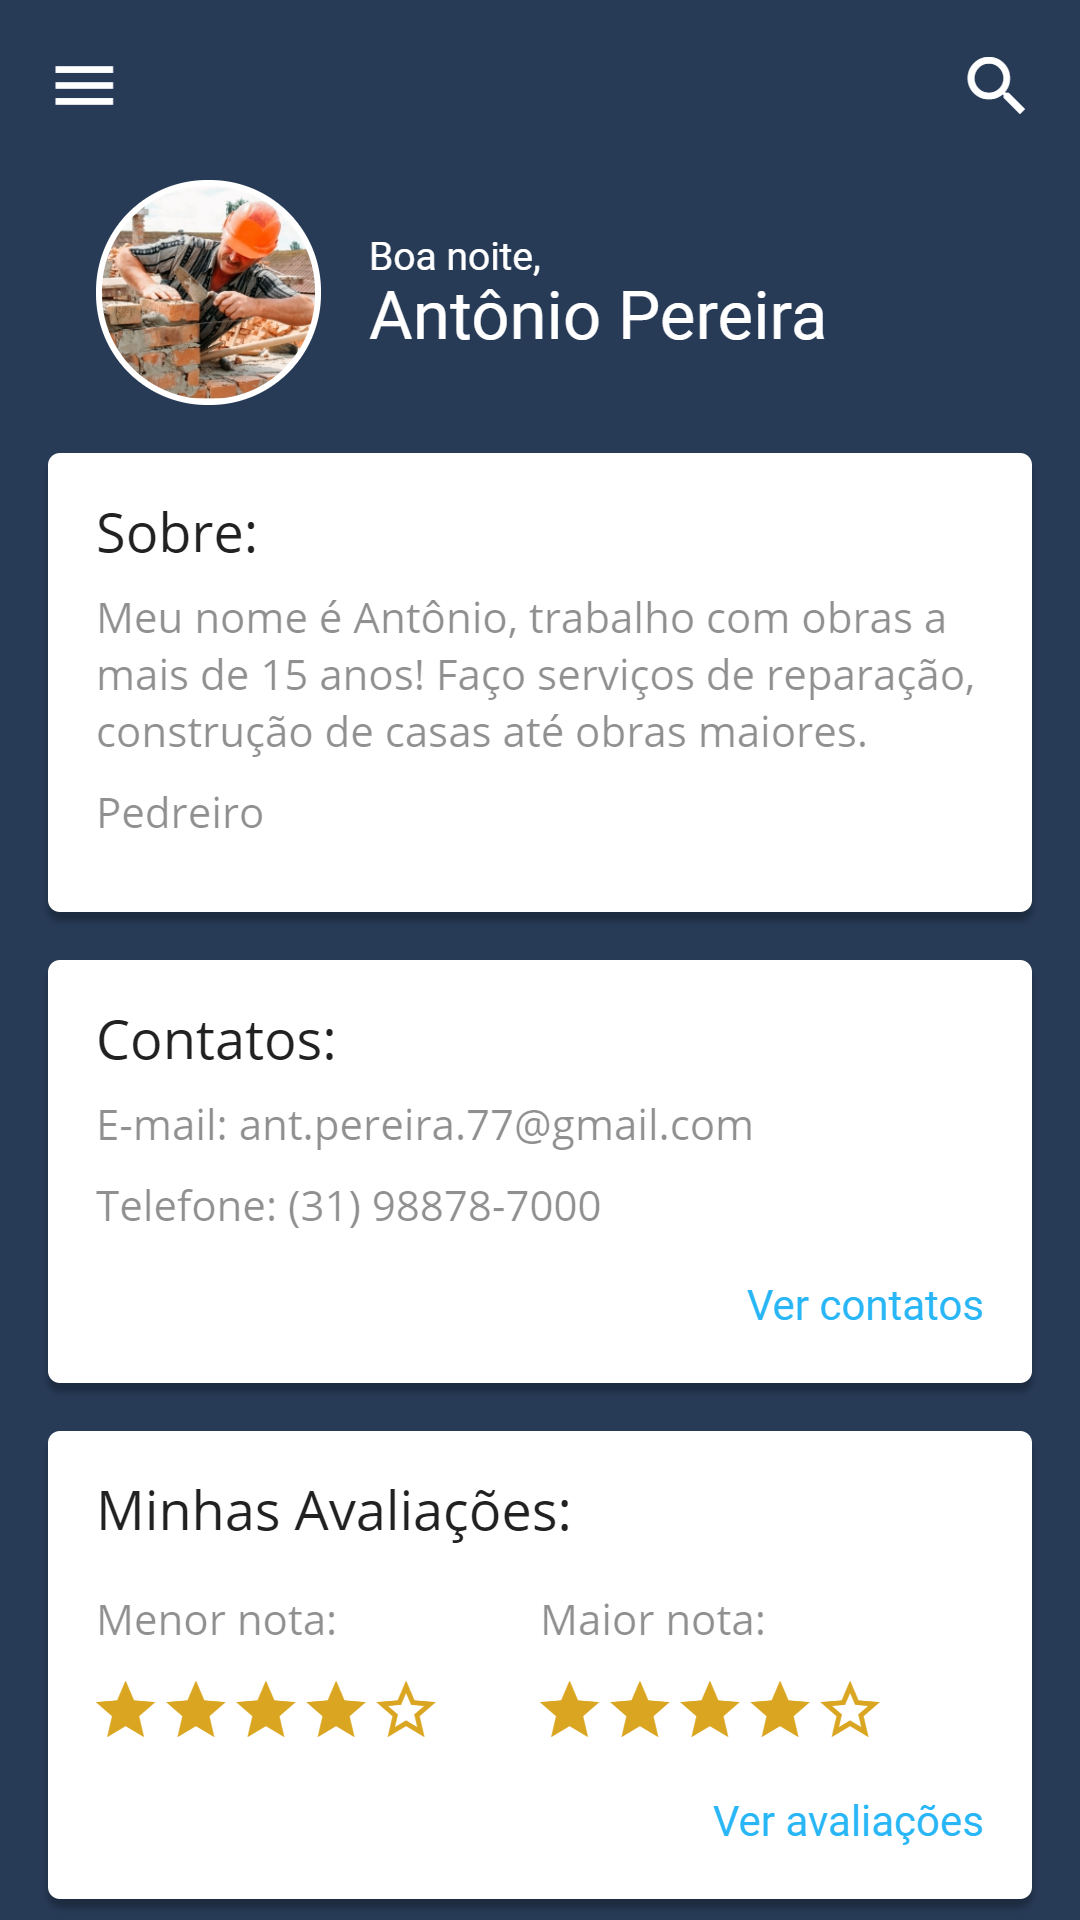 Boa noite,
Antônio Pereira
Sobre:
Meu nome é Antônio, trabalho com obras a
mais de 15 anos! Faço serviços de reparação,
construção de casas até obras maiores.
Pedreiro
Contatos:
E-mail: ant.pereira.77@gmail.com
Telefone: (31) 98878-7000
Ver contatos
Minhas Avaliações:
Menor nota:
Maior nota:
Ver avaliações